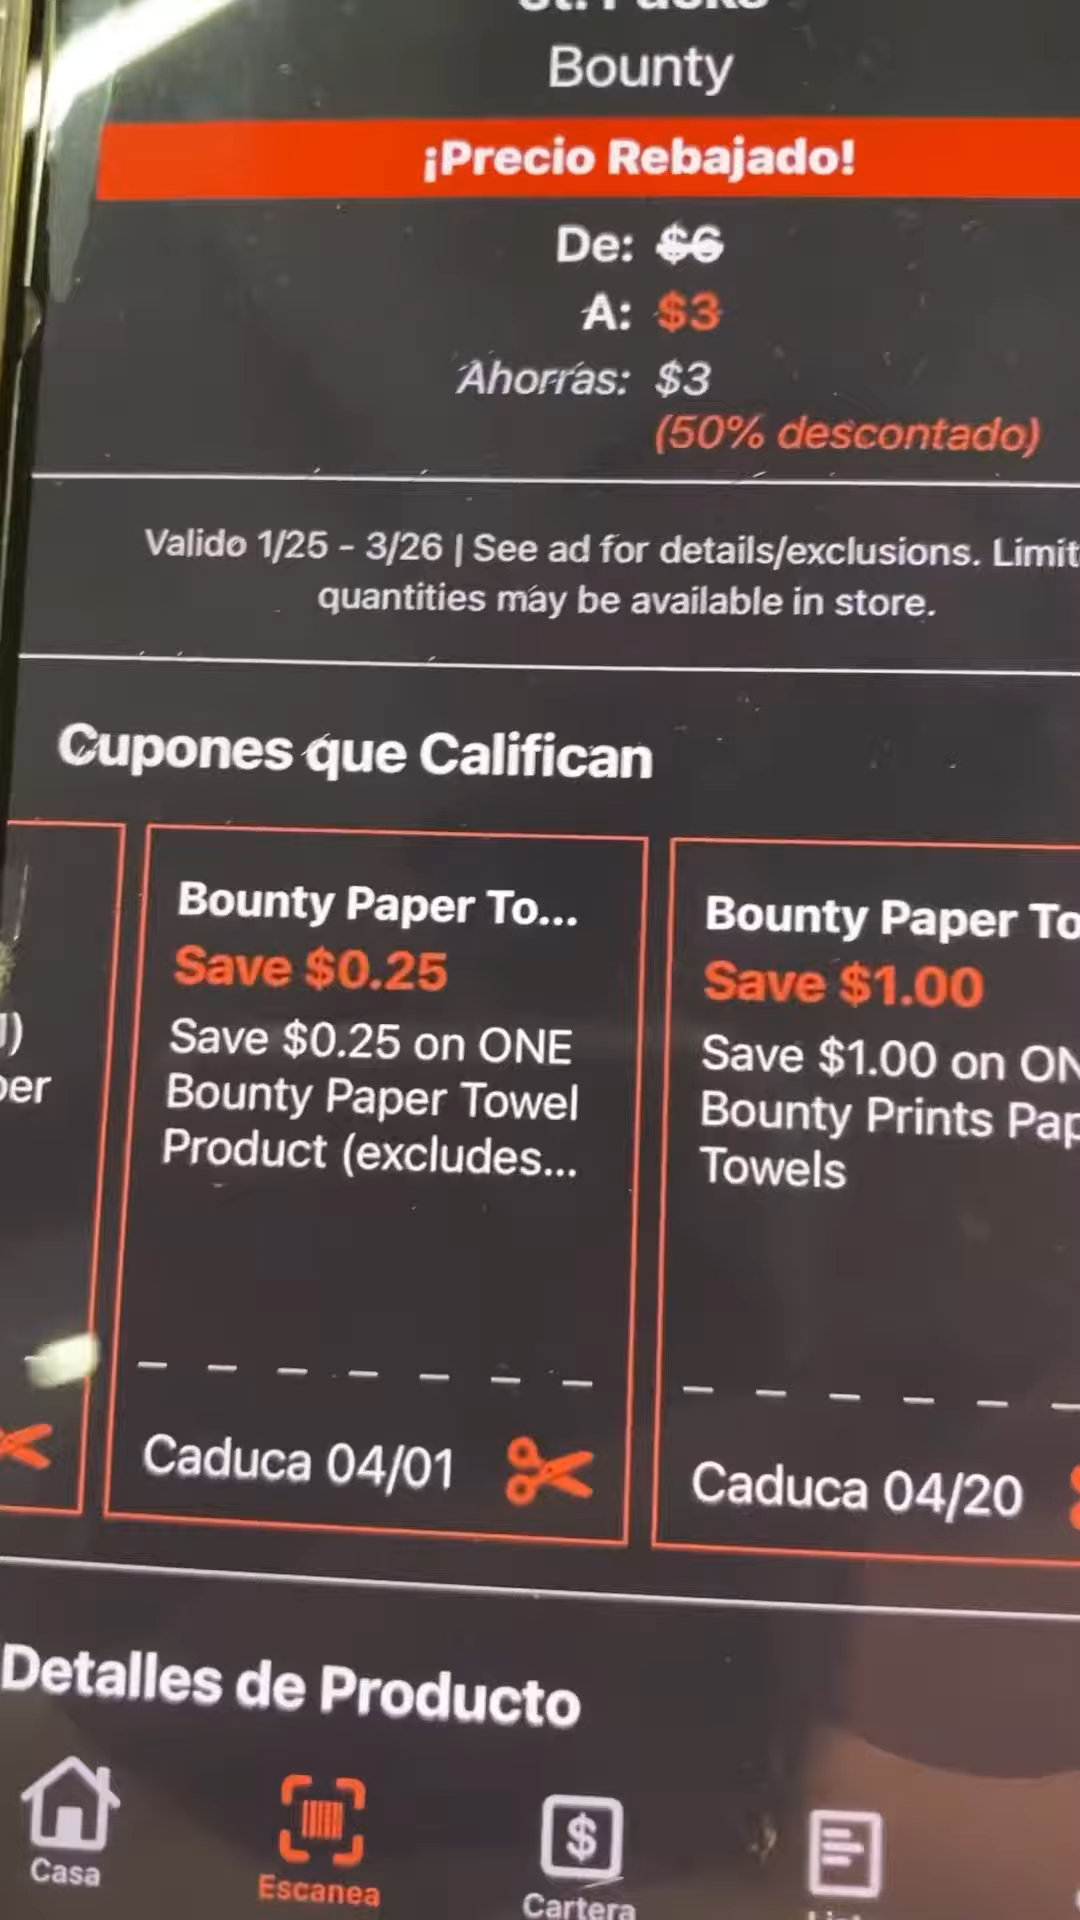 Bounty
¡Precio Rebajado!
De: $6
A: $3
Ahorras: $3
(50% descontado)
Valido 1/25 - 3/26 | See ad for details/exclusions. Limit
quantities may be available in store.
Cupones que Califican
Bounty Paper To...
Save $0.25
Save $0.25 on ONE
Bounty Paper Towel
Product (excludes...
Caduca 04/01
Bounty Paper To
Save $1.00
Save $1.00 on ON
Bounty Prints Pap
Towels
Caduca 04/20
Detalles de Producto
Casa
Escanea
Cartera